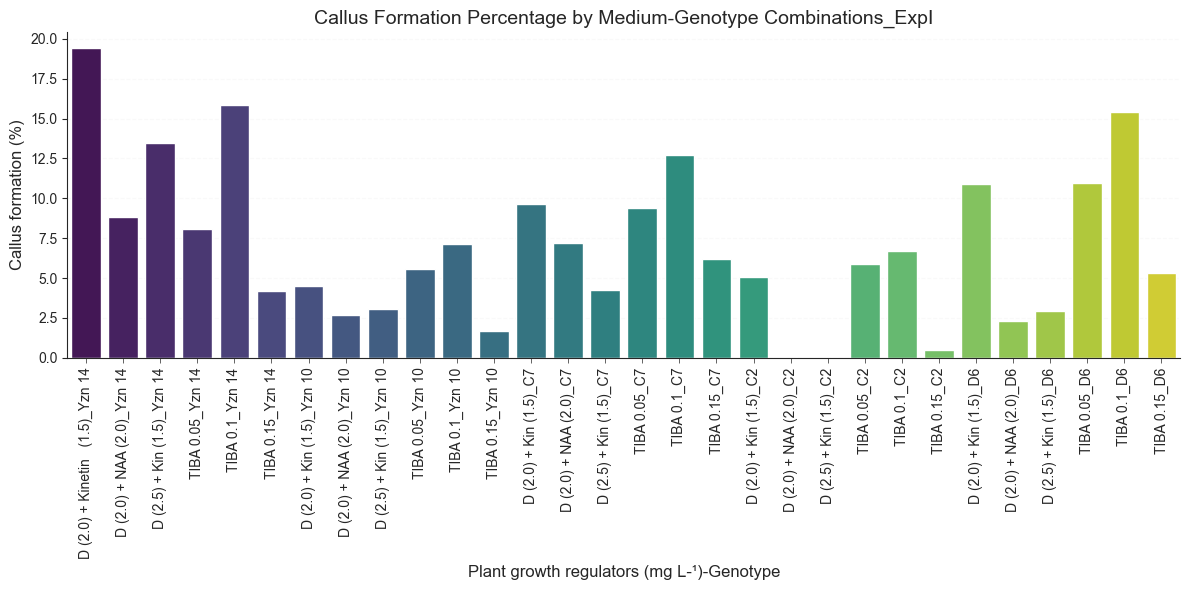 Callus Formation Percentage by Medium-Genotype Combinations_ExpI
Callus formation (%)
20.0
17.5
15.0
12.5
10.0
7.5
5.0
2.5
0.0
D (2.0) + Kinetin  (1.5)_Yzn 14
D (2.0) + NAA (2.0)_Yzn 14
D (2.5) + Kin (1.5)_Yzn 14
TIBA 0.05_Yzn 14
TIBA 0.1_Yzn 14
TIBA 0.15_Yzn 14
D (2.0) + Kin (1.5)_Yzn 10
D (2.0) + NAA (2.0)_Yzn 10
D (2.5) + Kin (1.5)_Yzn 10
TIBA 0.05_Yzn 10
TIBA 0.1_Yzn 10
TIBA 0.15_Yzn 10
D (2.0) + Kin (1.5)_C7
D (2.0) + NAA (2.0)_C7
D (2.5) + Kin (1.5)_C7
TIBA 0.05_C7
TIBA 0.1_C7
TIBA 0.15_C7
D (2.0) + Kin (1.5)_C2
D (2.0) + NAA (2.0)_C2
D (2.5) + Kin (1.5)_C2
TIBA 0.05_C2
TIBA 0.1_C2
TIBA 0.15_C2
D (2.0) + Kin (1.5)_D6
D (2.0) + NAA (2.0)_D6
D (2.5) + Kin (1.5)_D6
TIBA 0.05_D6
TIBA 0.1_D6
TIBA 0.15_D6
Plant growth regulators (mg L-¹)-Genotype